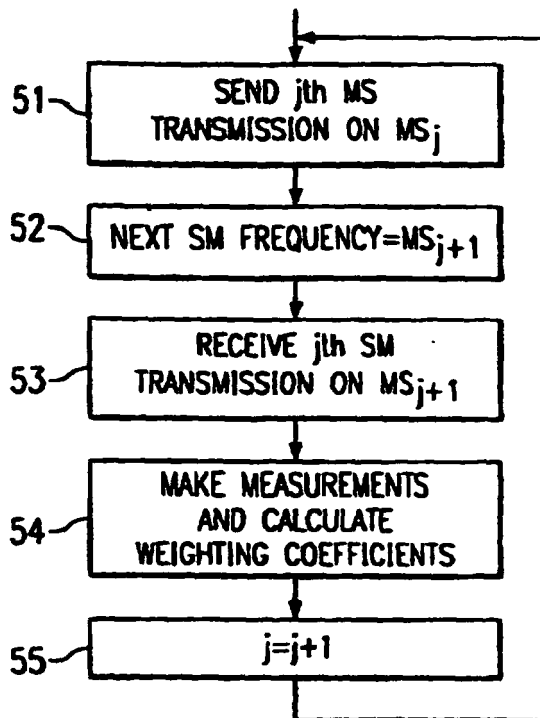 51
SEND jth MS
TRANSMISSION ON MSj
52
NEXT SM FREQUENCY=MSj+1
53
RECEIVE jth SM
TRANSMISSION ON MSj+1
54
MAKE MEASUREMENTS
AND CALCULATE
WEIGHTING COEFFICIENTS
55
j=j+1